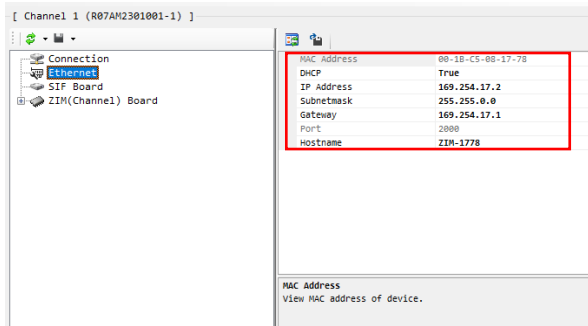 [ Channel 1 (R07AM2301001-1) ]
Connection
Ethernet
SIF Board
ZIM(Channel) Board
MAC Address 00-1B-C5-08-17-78
DHCP True
IP Address 169.254.17.2
Subnetmask 255.255.0.0
Gateway 169.254.17.1
Port 2000
Hostname ZIM-1778
MAC Address
View MAC address of device.